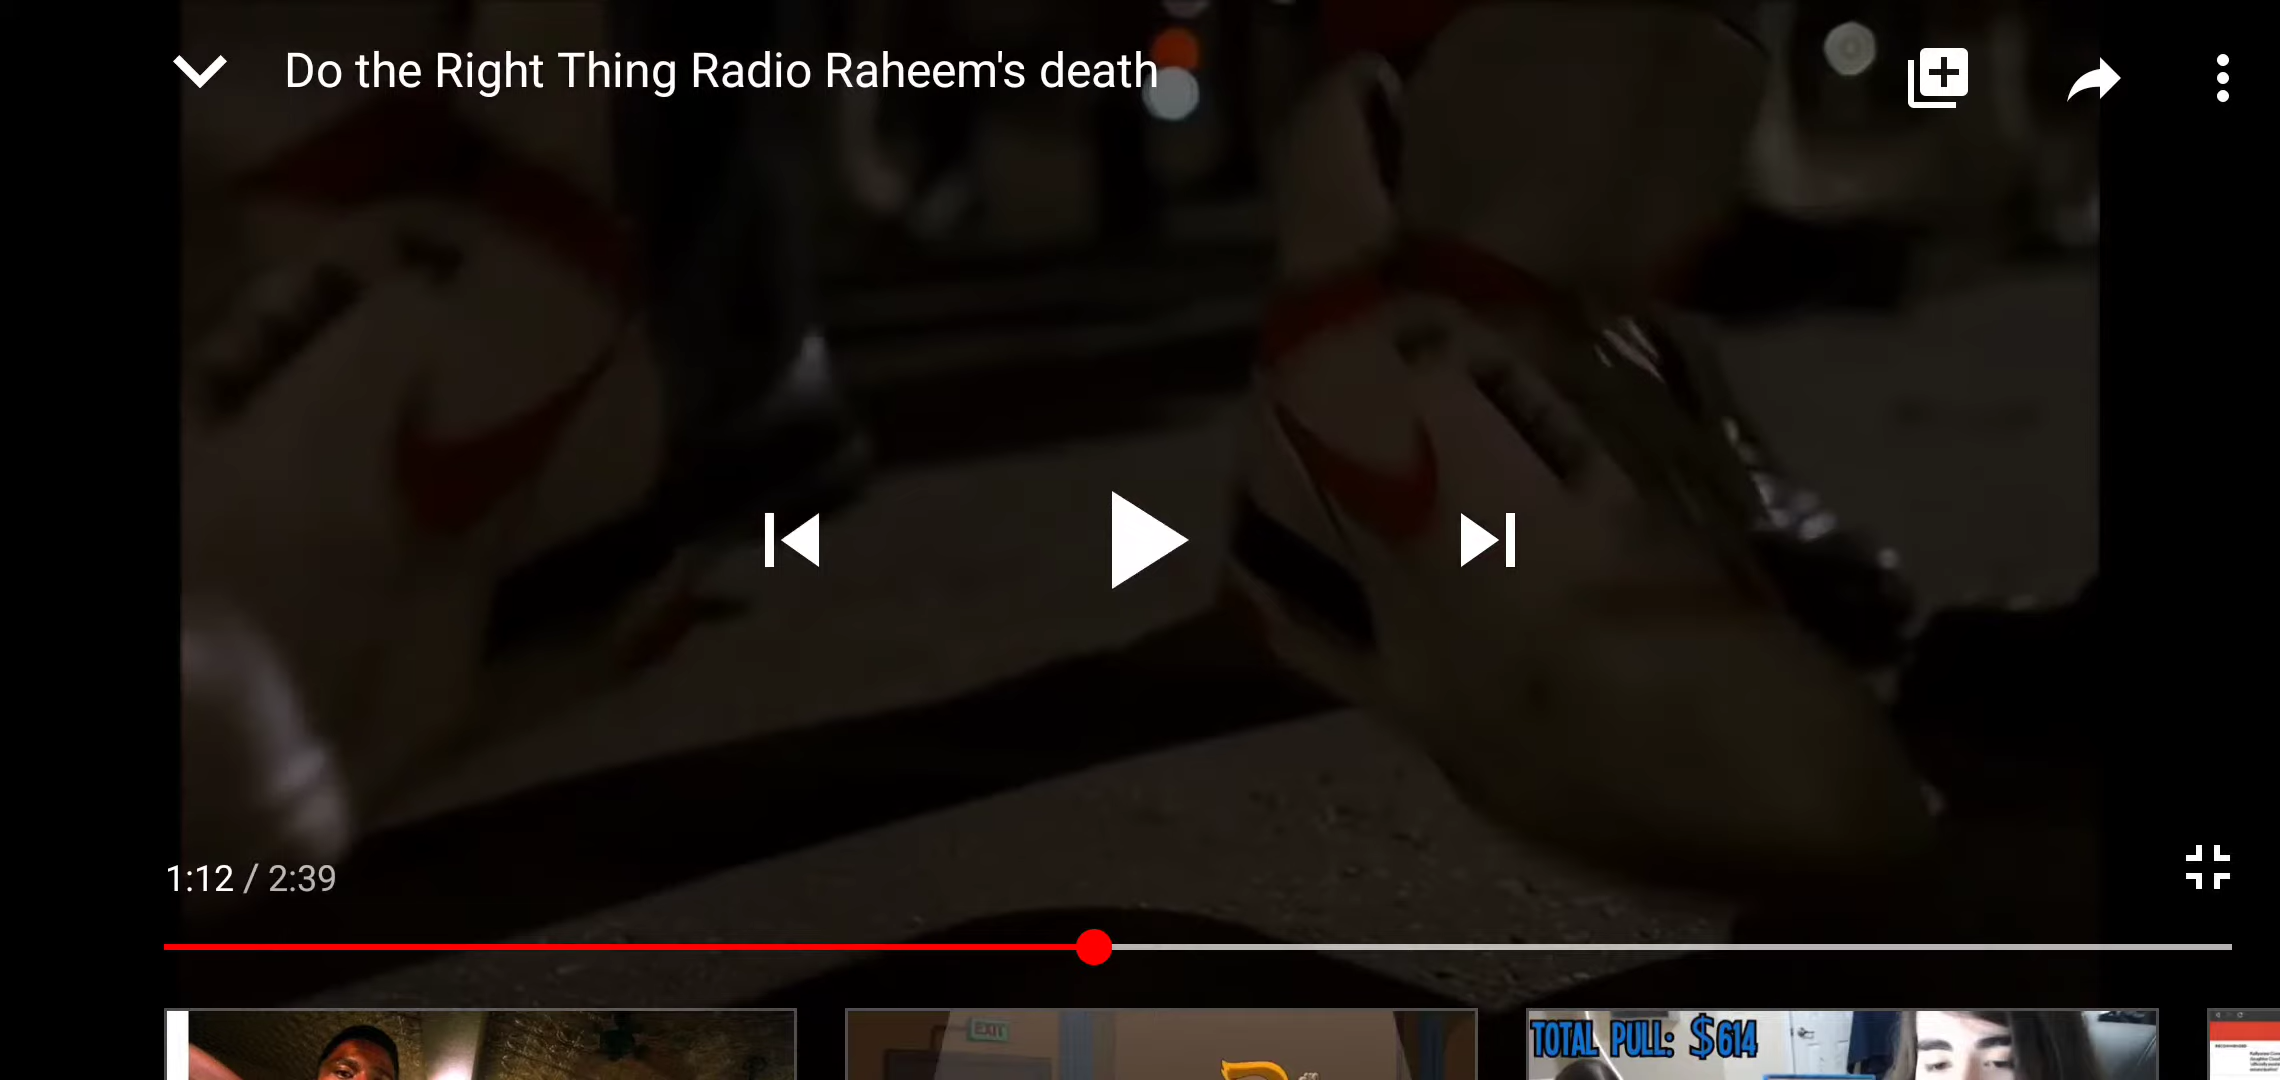 Do the Right Thing Radio Raheem's death
1:12 / 2:39
EXIT
TOTAL PULL: $614